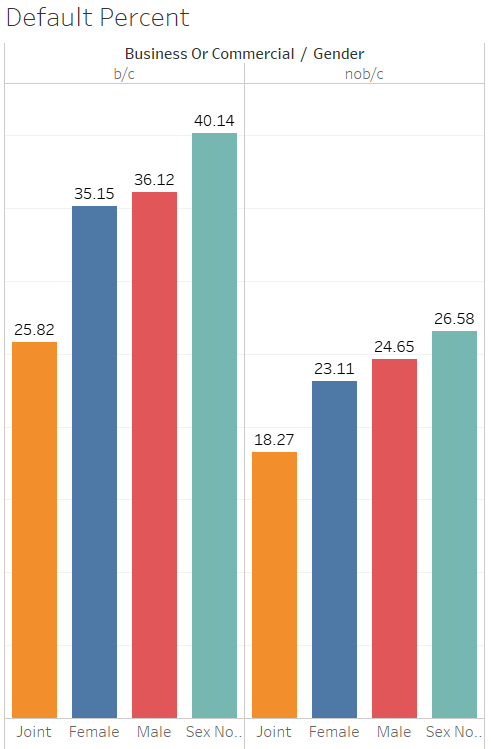 Default Percent
Business Or Commercial / Gender
b/c nob/c
40.14
36.12
35.15
25.82
26.58
24.65
23.11
18.27
Joint Female Male Sex No.. Joint Female Male Sex No..